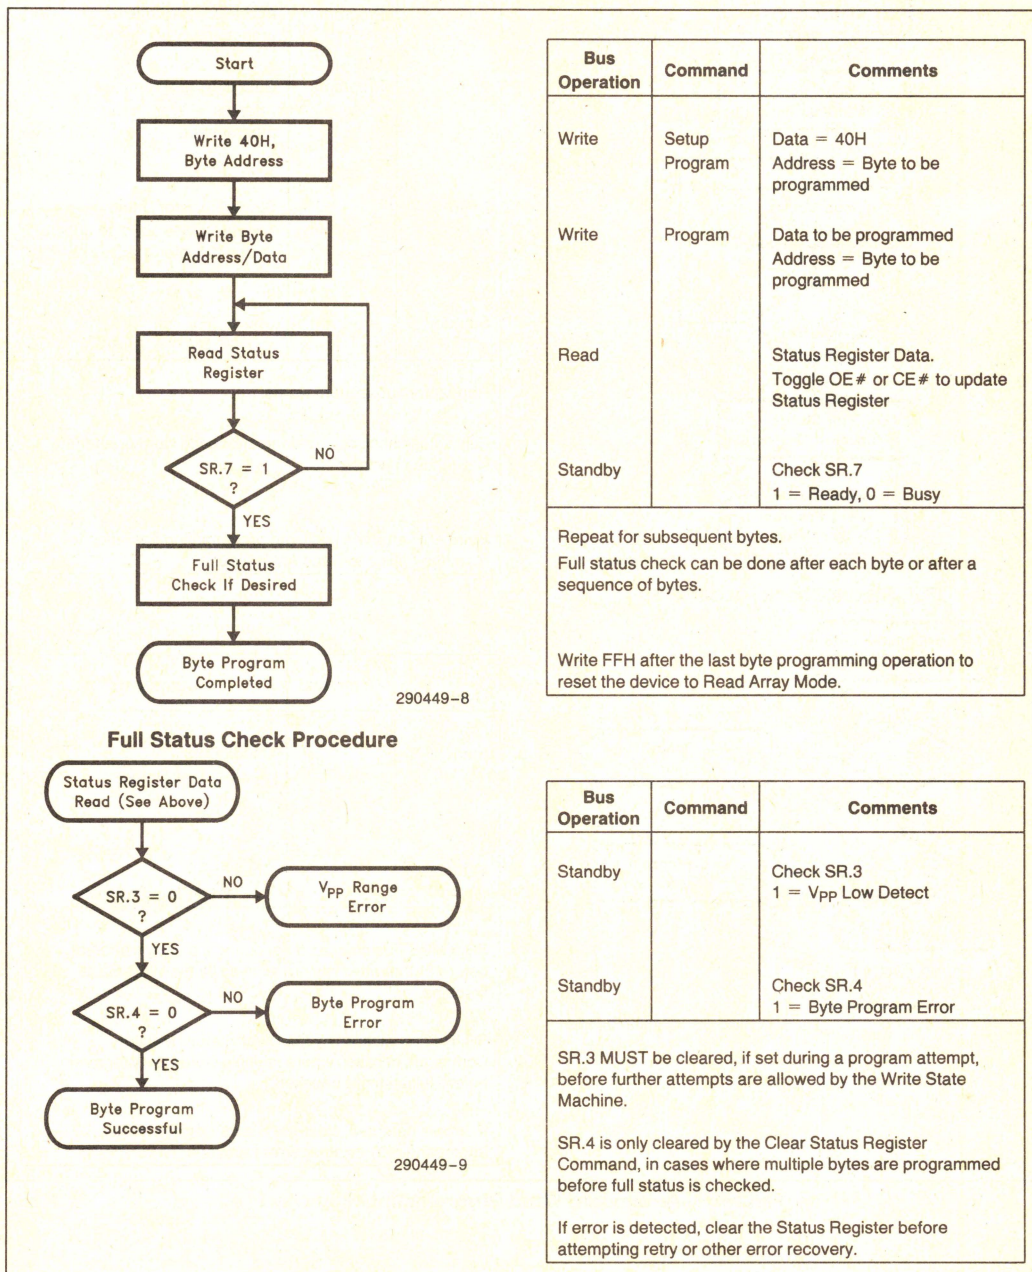 Start
Write 40H,
Byte Address
Write Byte
Address/Data
Read Status
Register
SR.7 = 1
?
NO
YES
Full Status
Check If Desired
Byte Program
Completed
290449-8
Bus
Operation
Command
Comments
Write
Setup
Program
Data = 40H
Address = Byte to be
programmed
Write
Program
Data to be programmed
Address = Byte to be
programmed
Read
Status Register Data.
Toggle OE# or CE# to update
Status Register
Standby
Check SR.7
1 = Ready, 0 = Busy
Repeat for subsequent bytes.
Full status check can be done after each byte or after a
sequence of bytes.
Write FFH after the last byte programming operation to
reset the device to Read Array Mode.
Full Status Check Procedure
Status Register Data
Read (See Above)
SR.3 = 0
?
NO
VPP Range
Error
YES
SR.4 = 0
?
NO
Byte Program
Error
YES
Byte Program
Successful
290449-9
Bus
Operation
Command
Comments
Standby
Check SR.3
1 = VPP Low Detect
Standby
Check SR.4
1 = Byte Program Error
SR.3 MUST be cleared, if set during a program attempt,
before further attempts are allowed by the Write State
Machine.
SR.4 is only cleared by the Clear Status Register
Command, in cases where multiple bytes are programmed
before full status is checked.
If error is detected, clear the Status Register before
attempting retry or other error recovery.